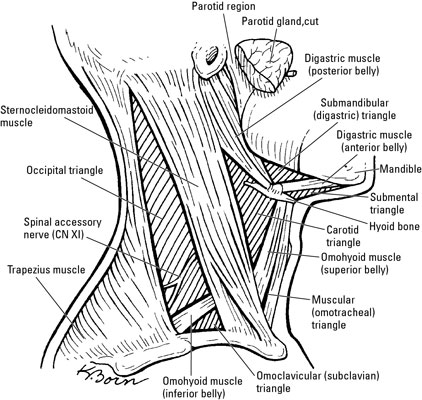 Parotid region
Parotid gland,cut
Digastric muscle
(posterior belly)
Submandibular
(digastric) triangle
Digastric muscle
(anterior belly)
Mandible
Submental
triangle
Hyoid bone
Carotid
triangle
Omohyoid muscle
(superior belly)
Muscular
(omotracheal)
triangle
Omoclavicular (subclavian)
triangle
Omohyoid muscle
(inferior belly)
Sternocleidomastoid
muscle
Occipital triangle
Spinal accessory
nerve (CN XI)
Trapezius muscle
K.Born